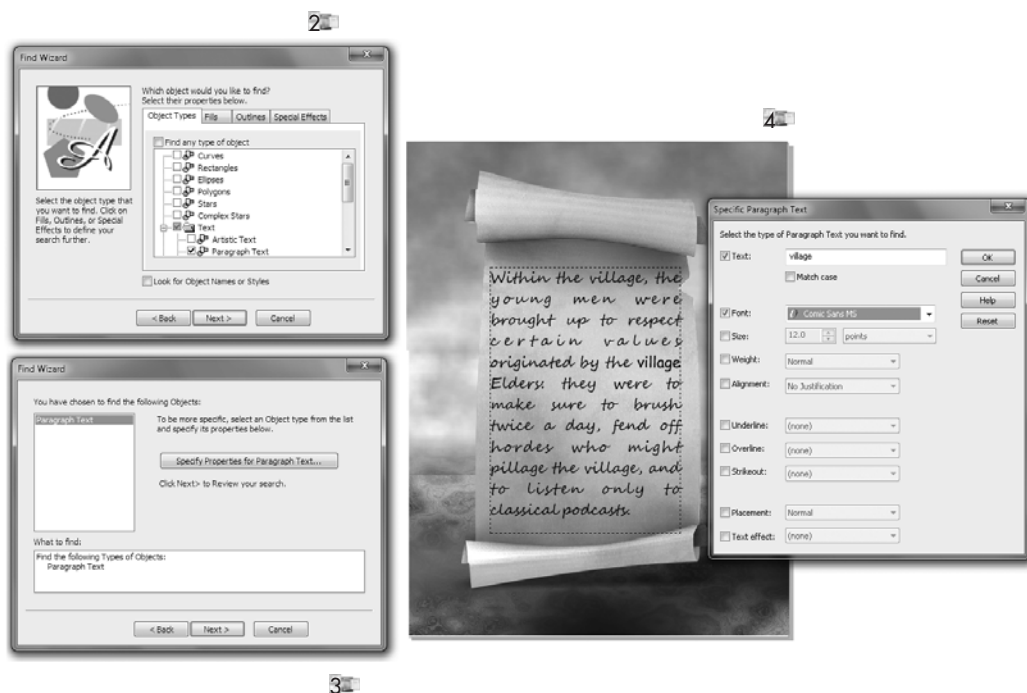 2
Find Wizard
Which object would you like to find?
Select their properties below.
Object Types Fills Outlines Special Effects
Find any type of object
Curves
Rectangles
Ellipses
Polygons
Stars
Complex Stars
Text
Artistic Text
Paragraph Text
A
Select the object type that
you want to find. Click on
Fills, Outlines, or Special
Effects to define your
search further.
Look for Object Names or Styles
< Back Next > Cancel
Find Wizard
You have chosen to find the following Objects:
Paragraph Text
To be more specific, select an Object type from the list
and specify its properties below.
Specify Properties for Paragraph Text...
Click Next> to Review your search.
What to find:
Find the following Types of Objects:
Paragraph Text
< Back Next > Cancel
3
4
Within the village, the
young men were
brought up to respect
certain values
originated by the village
Elders: they were to
make sure to brush
twice a day, fend off
hordes who might
pillage the village, and
to listen only to
classical podcasts.
Specific Paragraph Text
Select the type of Paragraph Text you want to find.
Text: village OK
Match case Cancel
Help
Font: Comic Sans MS Reset
Size: 12.0 points
Weight: Normal
Alignment: No Justification
Underline: (none)
Overline: (none)
Strikeout: (none)
Placement: Normal
Text effect: (none)